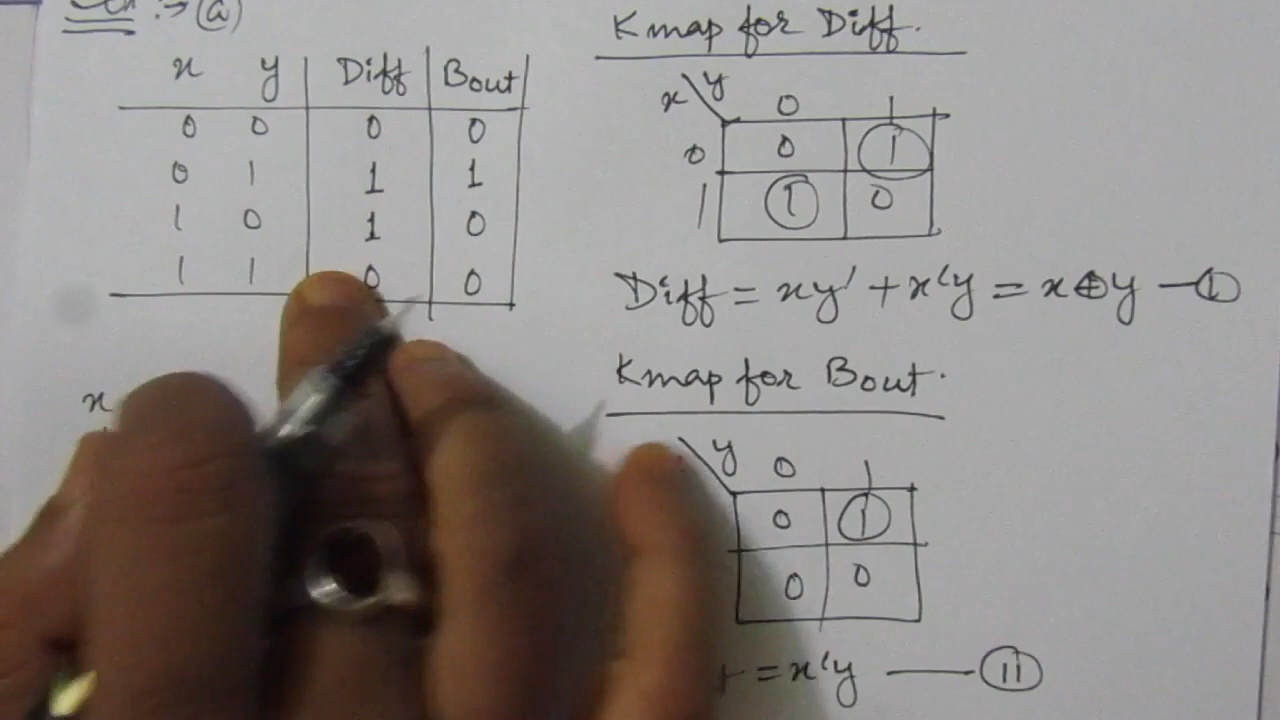 (a)
x y Diff Bout
0 0 0 0
0 1 1 1
1 0 1 0
1 1 0 0
x
Kmap for Diff.
x y
0 1
0 0 1
1 1 0
Diff = xy' + x'y = x⊕y — I
Kmap for Bout.
y
0 1
0 1
0 0
= x'y — II